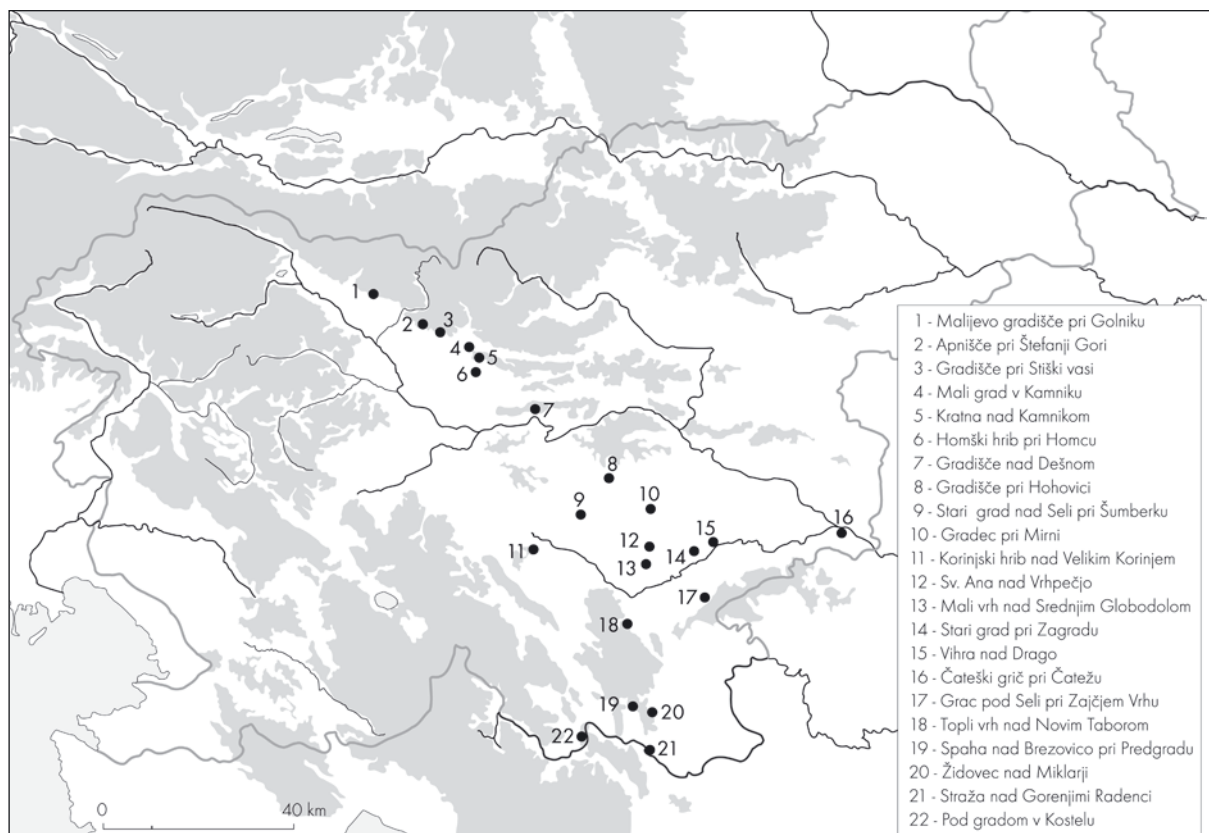 1
2
3
4
5
6
7
8
9
10
11
12
13
14
15
16
17
18
19
20
21
22
0 40 km
1 - Malijevo gradišče pri Golniku
2 - Apnišče pri Štefanji Gori
3 - Gradišče pri Stiški vasi
4 - Mali grad v Kamniku
5 - Kratna nad Kamnikom
6 - Homški hrib pri Homcu
7 - Gradišče nad Dešnom
8 - Gradišče pri Hohovici
9 - Stari grad nad Seli pri Šumberku
10 - Gradec pri Mirni
11 - Korinjski hrib nad Velikim Korinjem
12 - Sv. Ana nad Vrhpečjo
13 - Mali vrh nad Srednjim Globodolom
14 - Stari grad pri Zagradu
15 - Vihra nad Drago
16 - Čateški grič pri Čatežu
17 - Grac pod Seli pri Zajčjem Vrhu
18 - Topli vrh nad Novim Taborom
19 - Spaha nad Brezovico pri Predgradu
20 - Židovec nad Miklarji
21 - Straža nad Gorenjimi Radenci
22 - Pod gradom v Kostelu